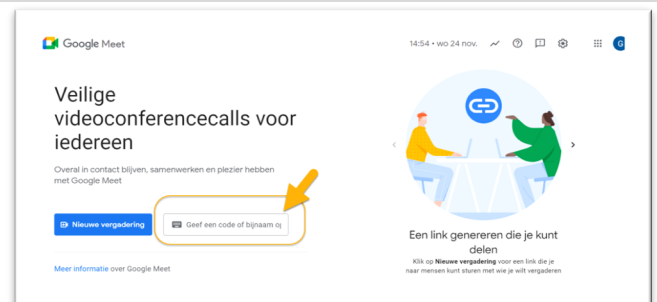 Google Meet
14:54 • wo 24 nov.
G
Veilige
videoconferencecalls voor
iedereen
Overal in contact blijven, samenwerken en plezier hebben
met Google Meet
Nieuwe vergadering
Geef een code of bijnaam op
Meer informatie over Google Meet
Een link genereren die je kunt
delen
Klik op Nieuwe vergadering voor een link die je
naar mensen kunt sturen met wie je wilt vergaderen